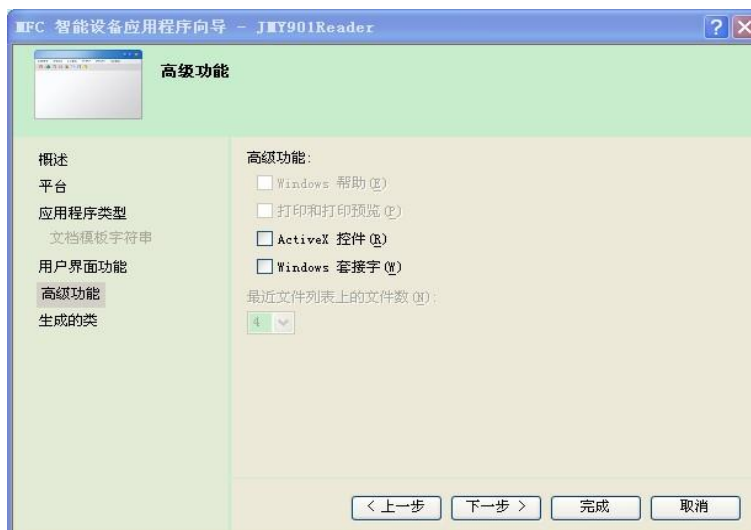 MFC 智能设备应用程序向导 - JMY901Reader
高级功能
概述
平台
应用程序类型
文档模板字符串
用户界面功能
高级功能
生成的类
高级功能:
Windows 帮助(E)
打印和打印预览(P)
ActiveX 控件(R)
Windows 套接字(W)
最近文件列表上的文件数(N):
4
< 上一步
下一步 >
完成
取消